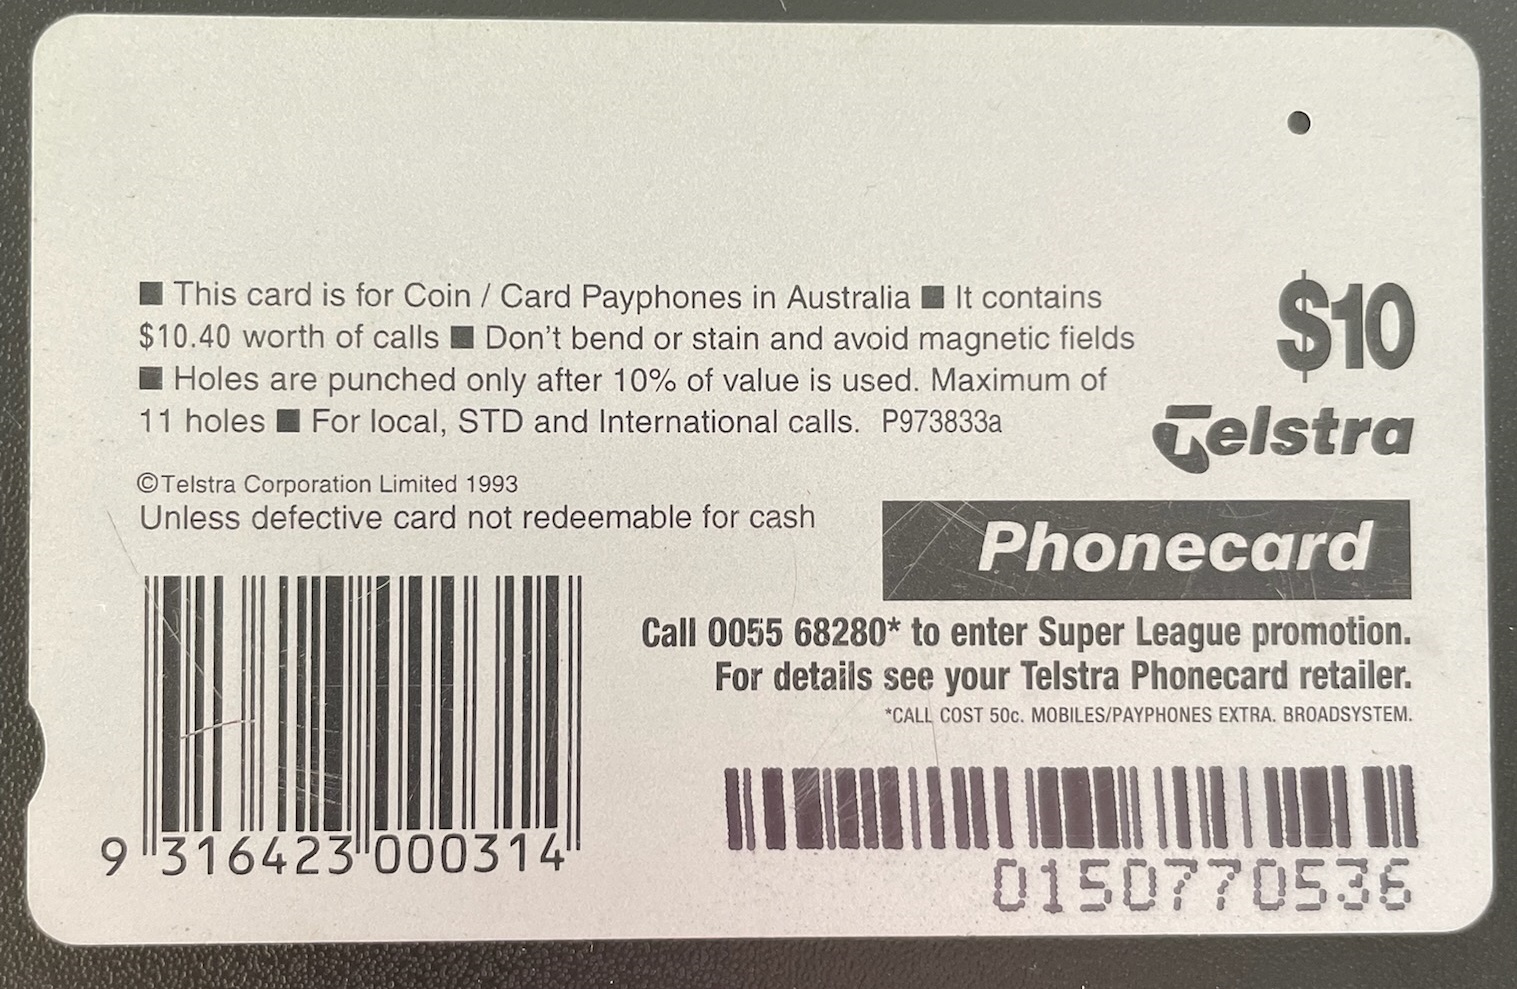 ■ This card is for Coin / Card Payphones in Australia ■ It contains
$10.40 worth of calls ■ Don't bend or stain and avoid magnetic fields
■ Holes are punched only after 10% of value is used. Maximum of
11 holes ■ For local, STD and International calls. P973833a
$10
Telstra
©Telstra Corporation Limited 1993
Unless defective card not redeemable for cash
Phonecard
Call 0055 68280* to enter Super League promotion.
For details see your Telstra Phonecard retailer.
*CALL COST 50c. MOBILES/PAYPHONES EXTRA. BROADSYSTEM.
9 316423 000314
0150770536